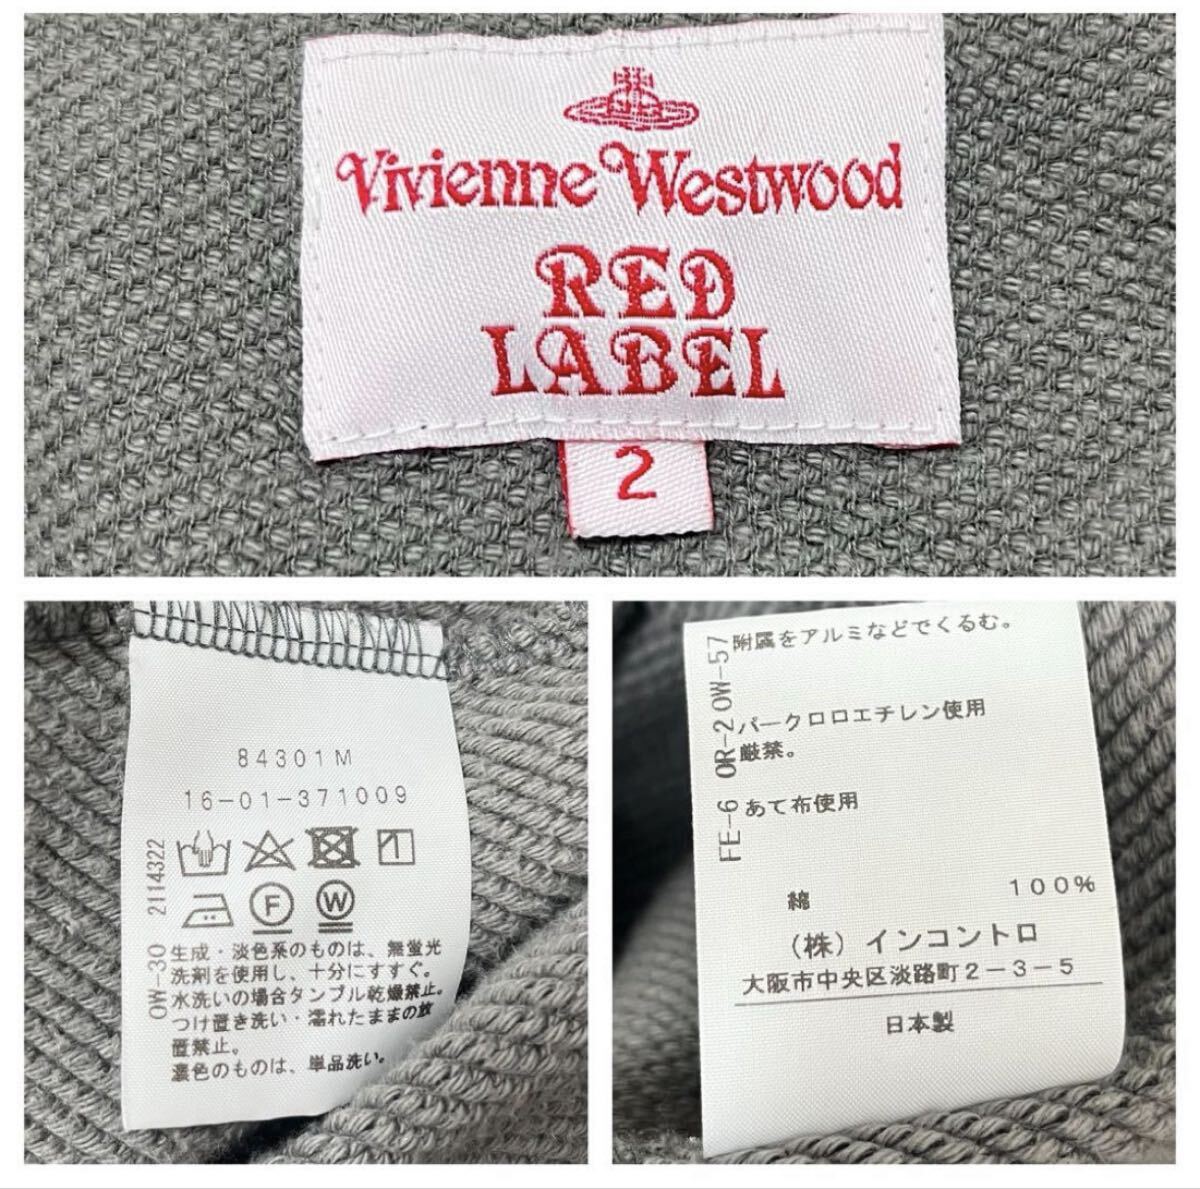 Vivienne Westwood
RED
LABEL
2
84301M
16-01-371009
2114322
F
W
OW-30
生成・淡色系のものは、無蛍光
洗剤を使用し、十分にすすぐ。
水洗いの場合タンブル乾燥禁止。
つけ置き洗い・濡れたままの放
置禁止。
濃色のものは、単品洗い。
OW-57
附属をアルミなどでくるむ。
OR-2
パークロロエチレン使用
厳禁。
FE-6
あて布使用
綿 100%
(株)インコントロ
大阪市中央区淡路町2-3-5
日本製